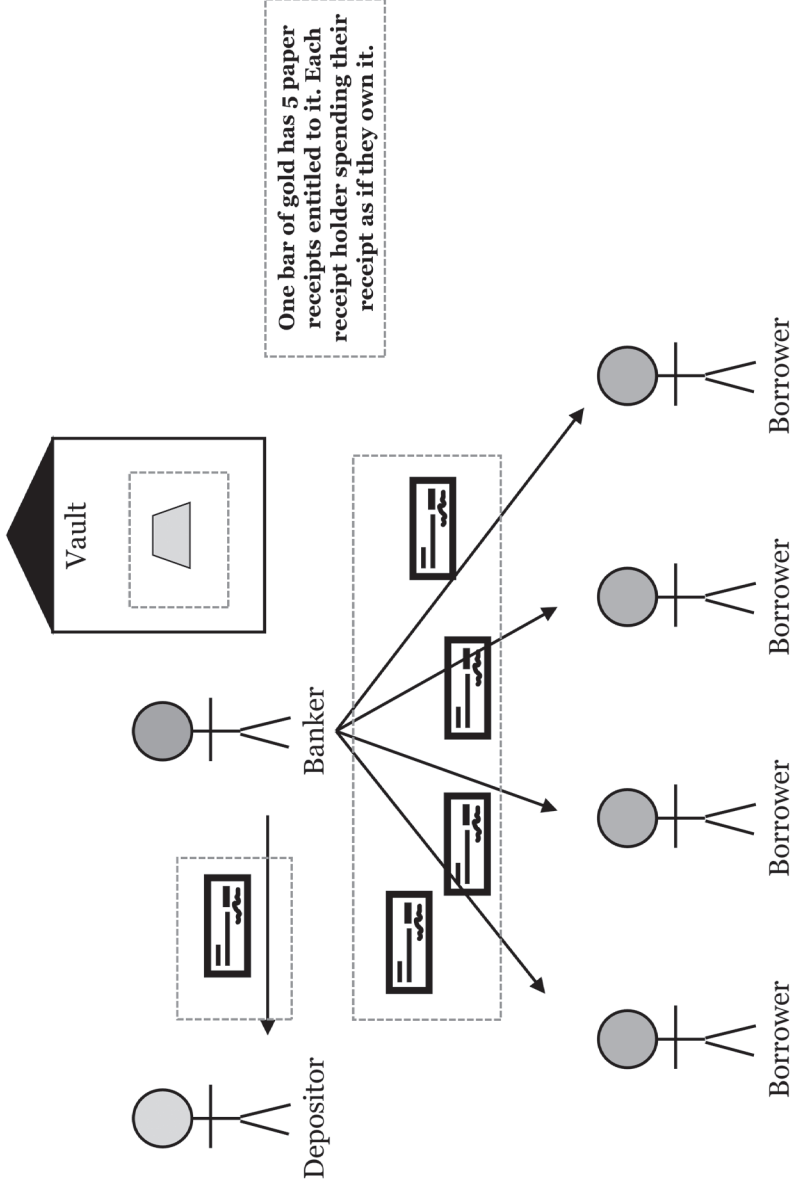 Vault
One bar of gold has 5 paper
receipts entitled to it. Each
receipt holder spending their
receipt as if they own it.
Depositor
Banker
Borrower
Borrower
Borrower
Borrower